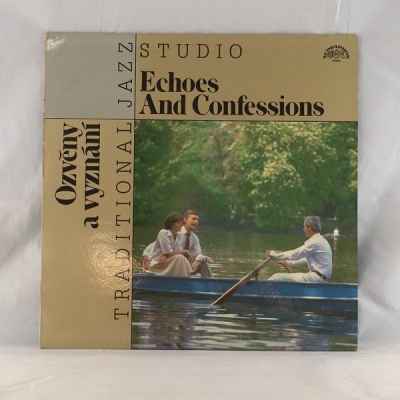 TRADITIONAL JAZZ
STUDIO
Echoes
And Confessions
Ozvěny
a vyznání